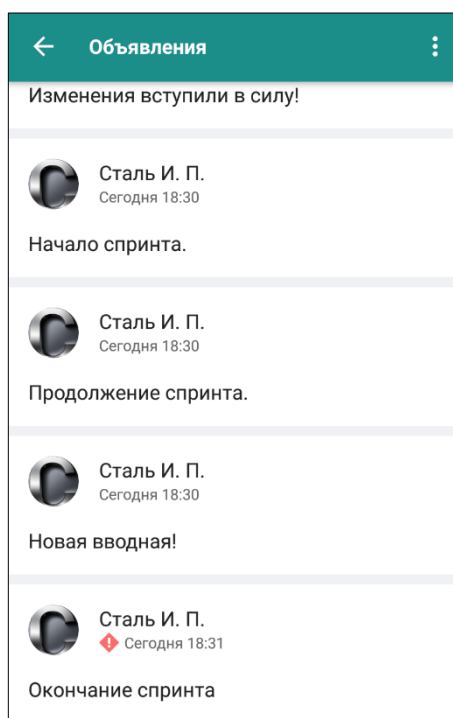 Объявления
Изменения вступили в силу!
Сталь И. П.
Сегодня 18:30
Начало спринта.
Сталь И. П.
Сегодня 18:30
Продолжение спринта.
Сталь И. П.
Сегодня 18:30
Новая вводная!
Сталь И. П.
Сегодня 18:31
Окончание спринта